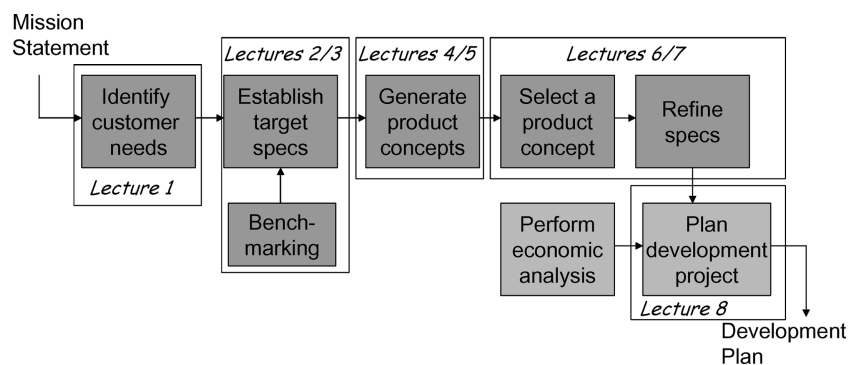 Mission
Statement
Lectures 2/3
Lectures 4/5
Lectures 6/7
Identify
customer
needs
Establish
target
specs
Generate
product
concepts
Select a
product
concept
Refine
specs
Lecture 1
Bench-
marking
Perform
economic
analysis
Plan
development
project
Lecture 8
Development
Plan